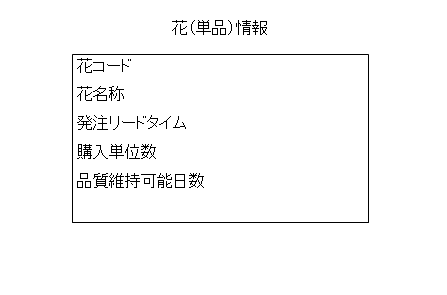 花（単品）情報
花コード
花名称
発注リードタイム
購入単位数
品質維持可能日数